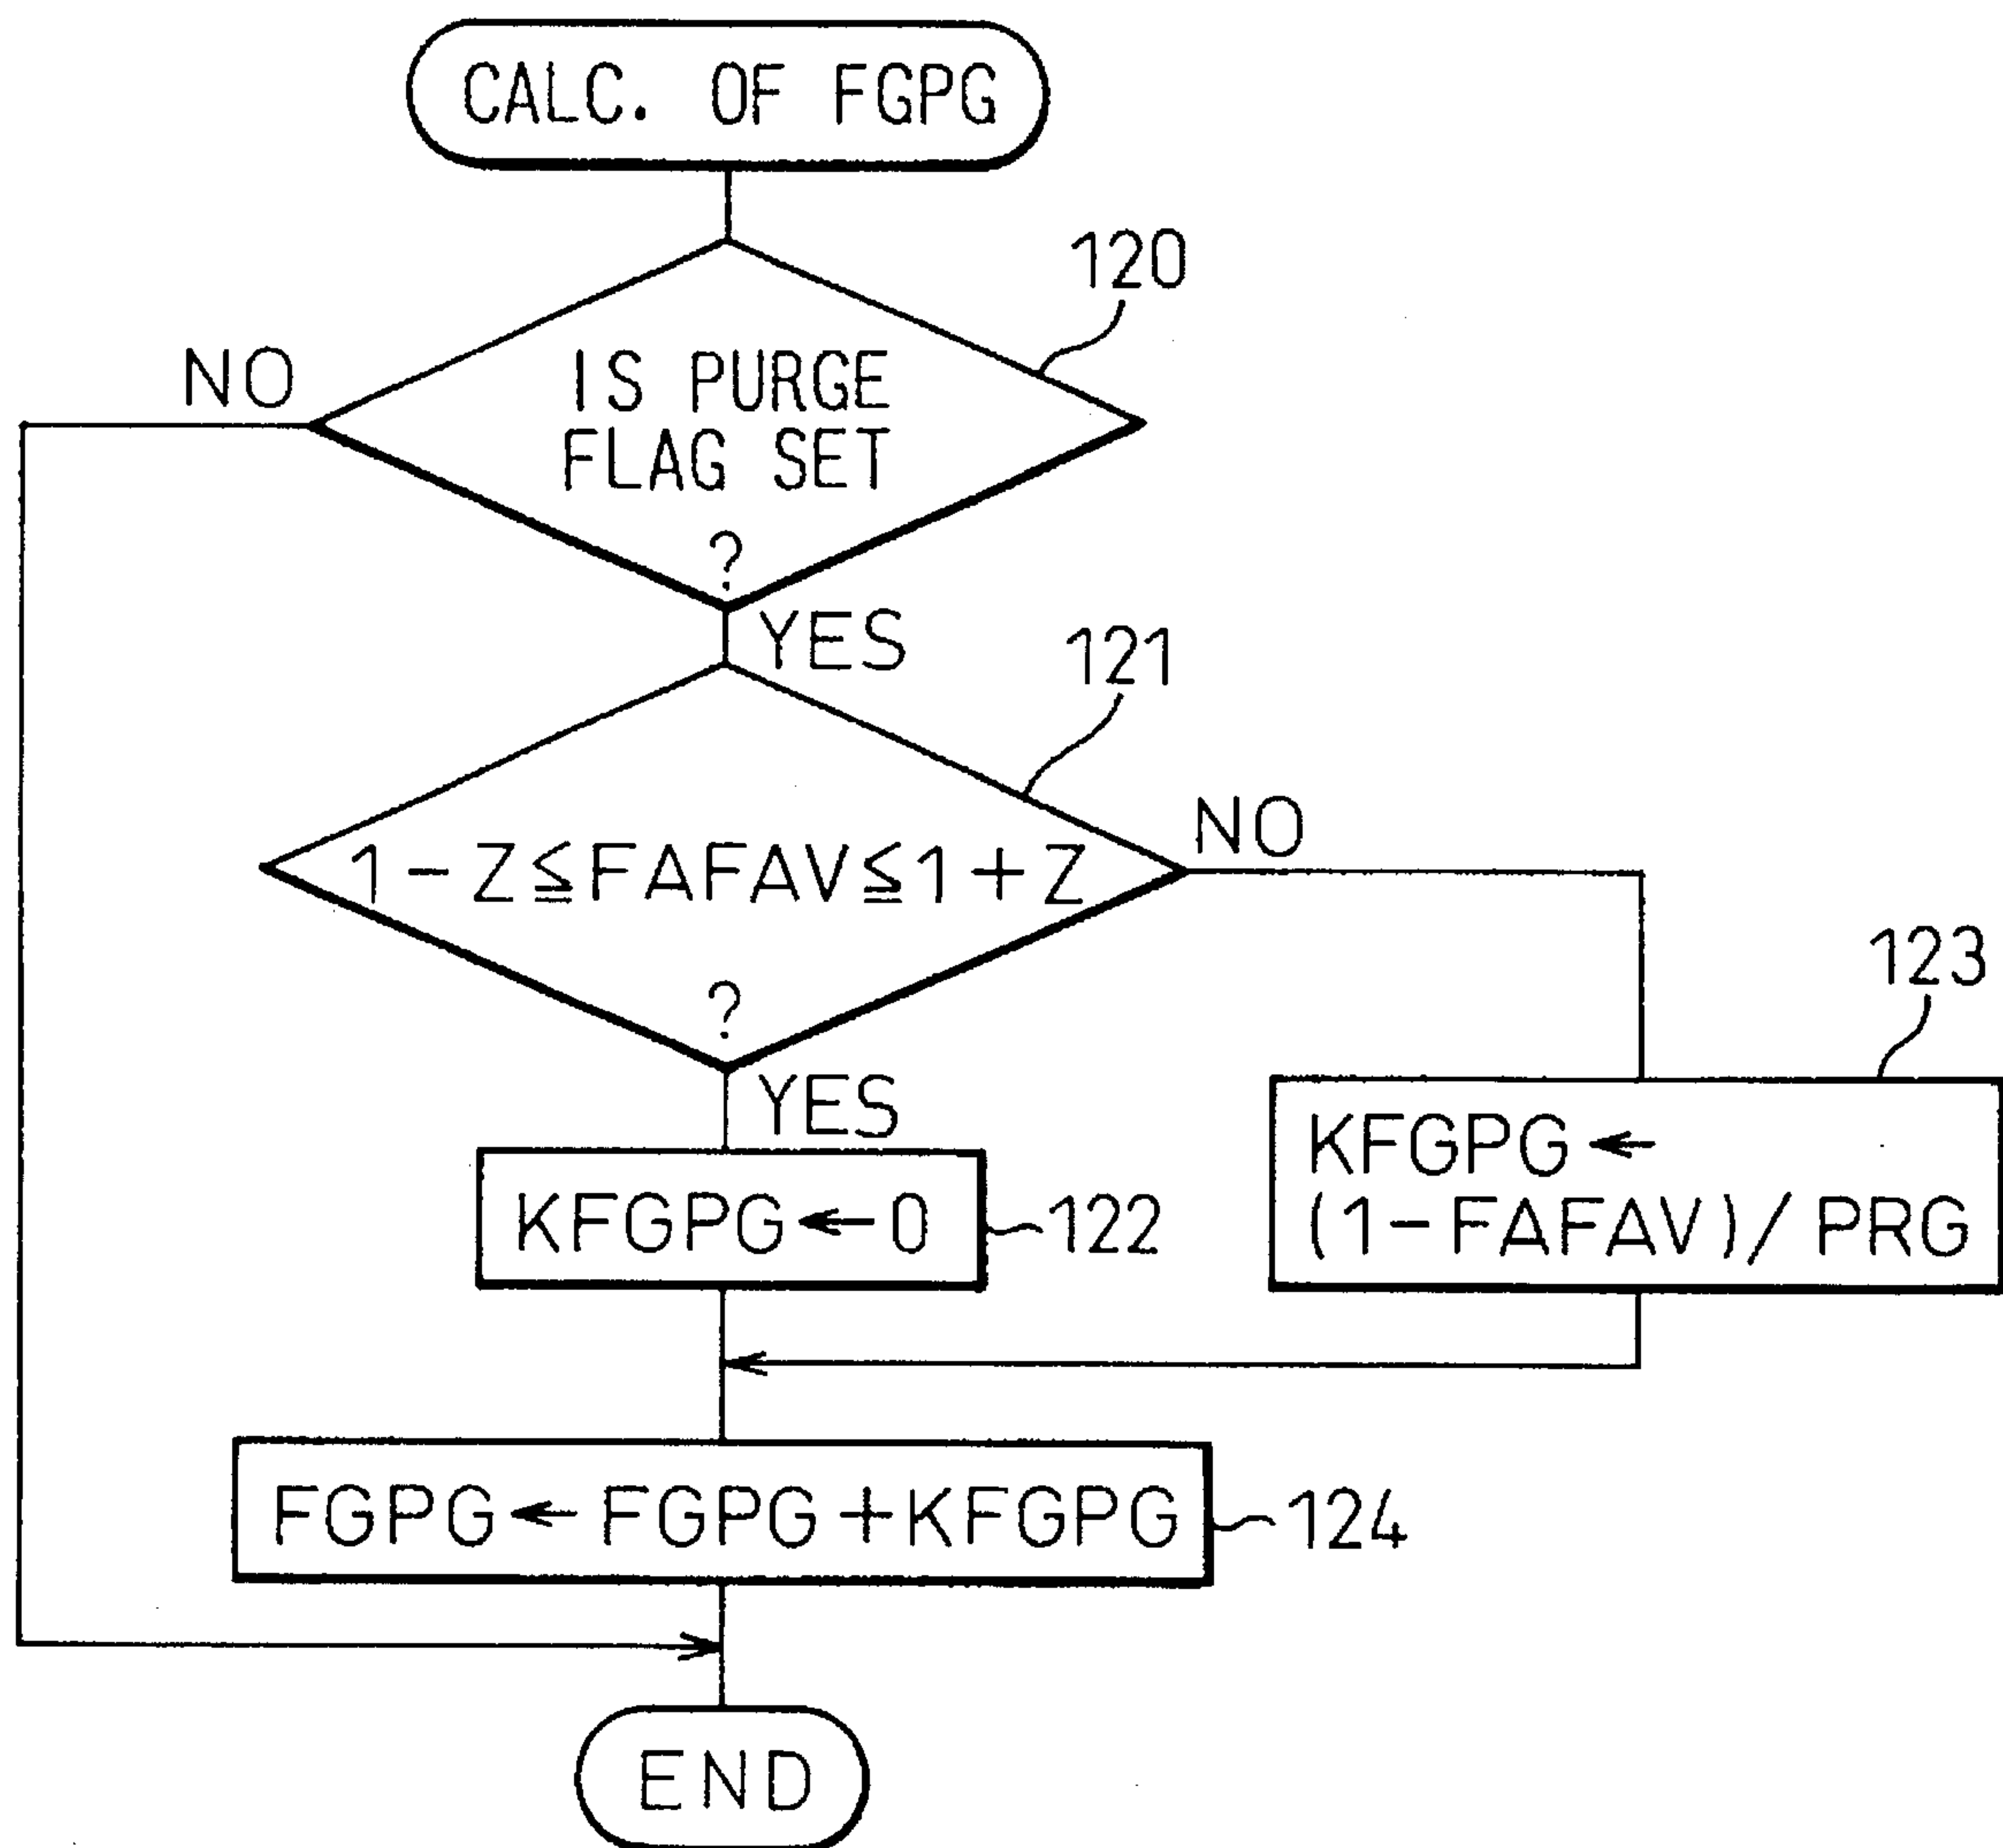 CALC. OF FGPG
120
NO
IS PURGE
FLAG SET
?
YES
121
1-Z≦FAFAV≦1+Z
NO
?
YES
123
KFGPG←
(1-FAFAV)/PRG
KFGPG←0
122
FGPG←FGPG+KFGPG
124
END